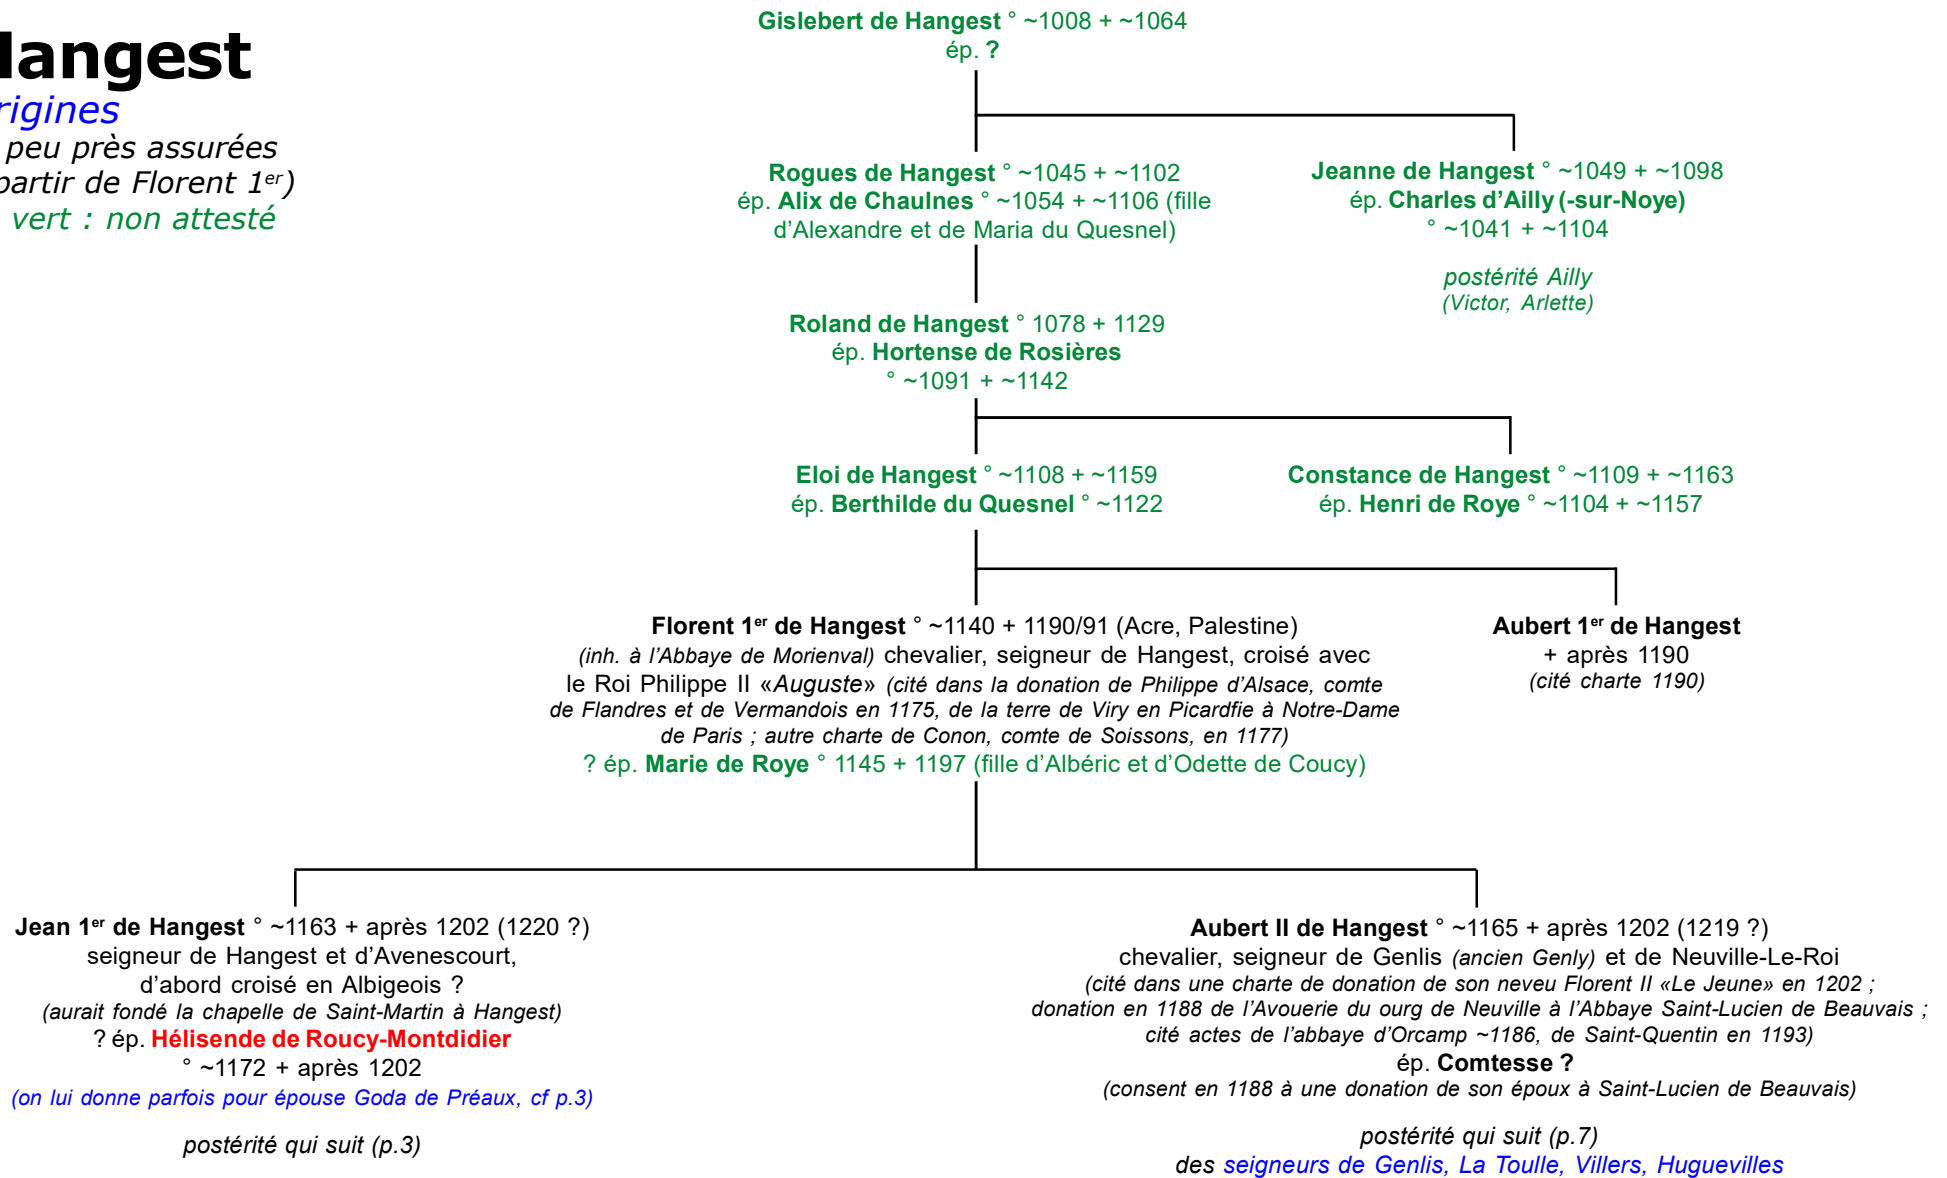 Hangest
rigines
peu près assurées
partir de Florent 1er)
vert : non attesté
Gislebert de Hangest ° ~1008 + ~1064
ép. ?
Rogues de Hangest ° ~1045 + ~1102
ép. Alix de Chaulnes ° ~1054 + ~1106 (fille
d’Alexandre et de Maria du Quesnel)
Jeanne de Hangest ° ~1049 + ~1098
ép. Charles d’Ailly (-sur-Noye)
° ~1041 + ~1104
postérité Ailly
(Victor, Arlette)
Roland de Hangest ° 1078 + 1129
ép. Hortense de Rosières
° ~1091 + ~1142
Eloi de Hangest ° ~1108 + ~1159
ép. Berthilde du Quesnel ° ~1122
Constance de Hangest ° ~1109 + ~1163
ép. Henri de Roye ° ~1104 + ~1157
Florent 1er de Hangest ° ~1140 + 1190/91 (Acre, Palestine)
(inh. à l’Abbaye de Morienval) chevalier, seigneur de Hangest, croisé avec
le Roi Philippe II «Auguste» (cité dans la donation de Philippe d’Alsace, comte
de Flandres et de Vermandois en 1175, de la terre de Viry en Picardfie à Notre-Dame
de Paris ; autre charte de Conon, comte de Soissons, en 1177)
? ép. Marie de Roye ° 1145 + 1197 (fille d’Albéric et d’Odette de Coucy)
Aubert 1er de Hangest
+ après 1190
(cité charte 1190)
Jean 1er de Hangest ° ~1163 + après 1202 (1220 ?)
seigneur de Hangest et d’Avenescourt,
d’abord croisé en Albigeois ?
(aurait fondé la chapelle de Saint-Martin à Hangest)
? ép. Hélisende de Roucy-Montdidier
° ~1172 + après 1202
(on lui donne parfois pour épouse Goda de Préaux, cf p.3)
postérité qui suit (p.3)
Aubert II de Hangest ° ~1165 + après 1202 (1219 ?)
chevalier, seigneur de Genlis (ancien Genly) et de Neuville-Le-Roi
(cité dans une charte de donation de son neveu Florent II «Le Jeune» en 1202 ;
donation en 1188 de l’Avouerie du ourg de Neuville à l’Abbaye Saint-Lucien de Beauvais ;
cité actes de l’abbaye d’Orcamp ~1186, de Saint-Quentin en 1193)
ép. Comtesse ?
(consent en 1188 à une donation de son époux à Saint-Lucien de Beauvais)
postérité qui suit (p.7)
des seigneurs de Genlis, La Toulle, Villers, Huguevilles